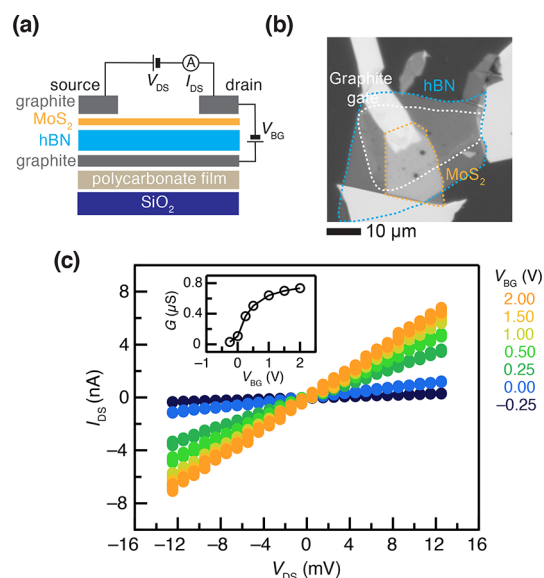 (a)
source
V_DS
A
I_DS
drain
graphite
MoS₂
hBN
graphite
V_BG
polycarbonate film
SiO₂
(b)
Graphite
gate
hBN
MoS₂
10 μm
(c)
I_DS (nA)
8
4
0
−4
−8
−16
−12
−8
−4
0
4
8
12
16
V_DS (mV)
G (μS)
0.8
0.4
0
−1
0
1
2
V_BG (V)
V_BG (V)
2.00
1.50
1.00
0.50
0.25
0.00
−0.25